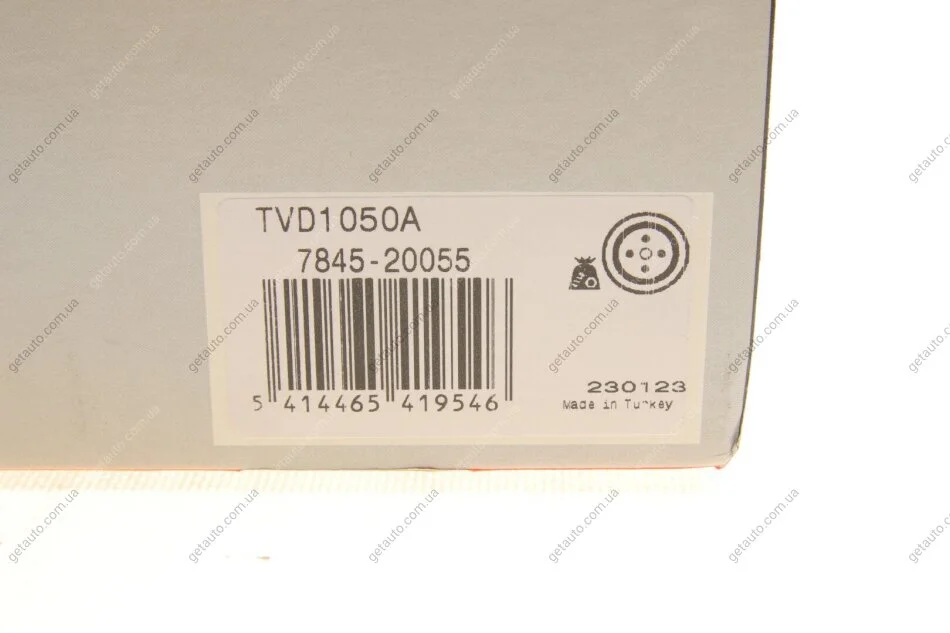 TVD1050A
7845-20055
5 414465 419546
230123
Made in Turkey
getauto.com.ua